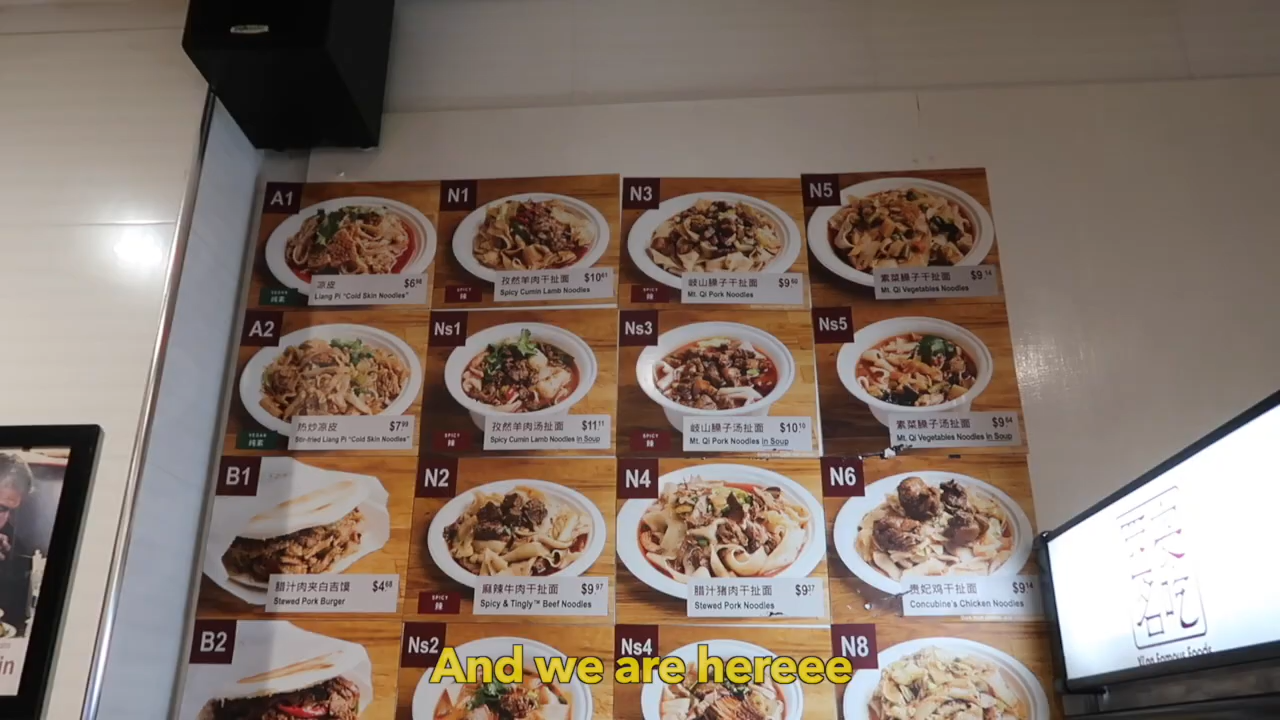 A1
凉皮 $6
Liang Pi "Cold Skin Noodles"
VEGAN
纯素
N1
孜然羊肉干扯面 $10.61
Spicy Cumin Lamb Noodles
SPICY
辣
N3
岐山臊子干扯面 $9
Mt. Qi Pork Noodles
SPICY
辣
N5
素菜臊子干扯面 $9.14
Mt. Qi Vegetables Noodles
A2
热炒凉皮 $7
Stir-fried Liang Pi "Cold Skin Noodles"
VEGAN
纯素
Ns1
孜然羊肉汤扯面 $11.11
Spicy Cumin Lamb Noodles in Soup
SPICY
辣
Ns3
岐山臊子汤扯面 $10.10
Mt. Qi Pork Noodles in Soup
SPICY
辣
Ns5
素菜臊子汤扯面 $9.64
Mt. Qi Vegetables Noodles in Soup
B1
腊汁肉夹白吉馍 $4.68
Stewed Pork Burger
N2
麻辣牛肉干扯面 $9.97
Spicy & Tingly™ Beef Noodles
SPICY
辣
N4
腊汁猪肉干扯面 $9.37
Stewed Pork Noodles
N6
贵妃鸡干扯面 $9.14
Concubine's Chicken Noodles
B2
Ns2
Ns4
N8
Xi'an Famous Foods
in
And we are hereee